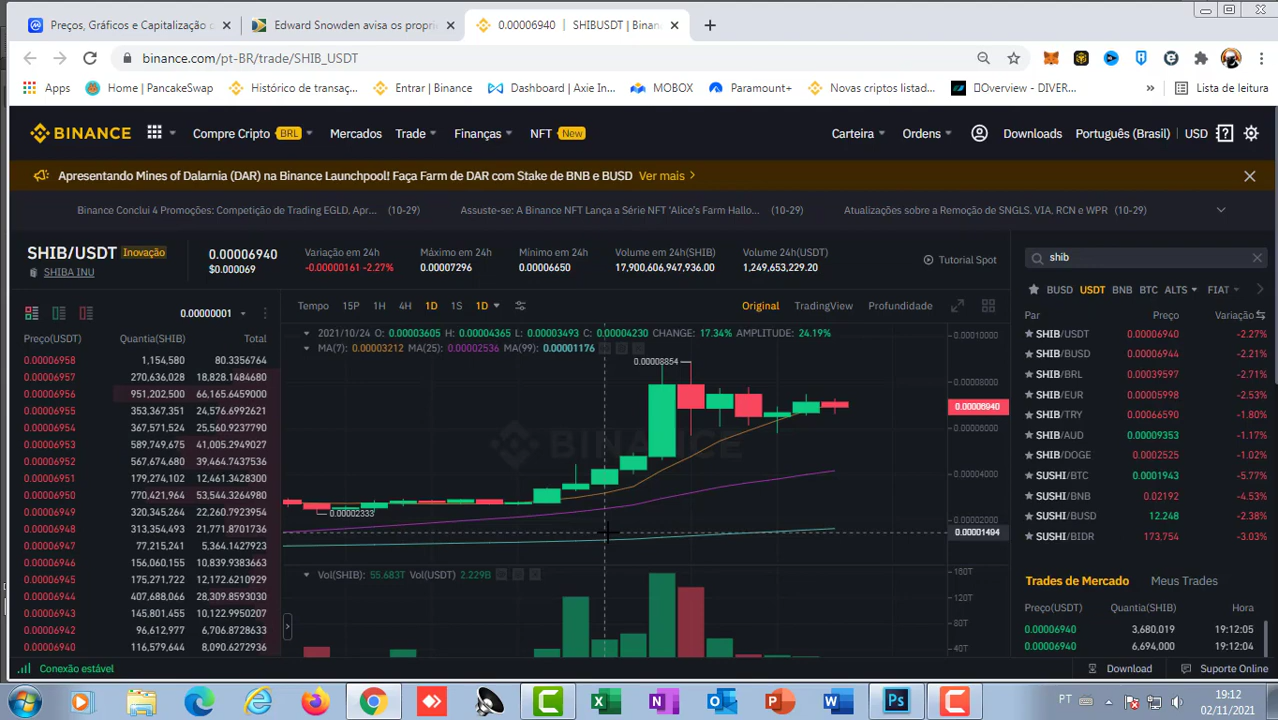 Preços, Gráficos e Capitalização d
Edward Snowden avisa os proprie
0.00006940 | SHIBUSDT | Binan
binance.com/pt-BR/trade/SHIB_USDT
Apps
Home | PancakeSwap
Histórico de transaç...
Entrar | Binance
Dashboard | Axie In...
MOBOX
Paramount+
Novas criptos listad...
Overview - DIVER...
»
Lista de leitura
BINANCE
Compre Cripto BRL
Mercados
Trade
Finanças
NFT New
Carteira
Ordens
Downloads
Português (Brasil)
USD
Apresentando Mines of Dalarnia (DAR) na Binance Launchpool! Faça Farm de DAR com Stake de BNB e BUSD Ver mais
Binance Conclui 4 Promoções: Competição de Trading EGLD, Apr... (10-29)
Assuste-se: A Binance NFT Lança a Série NFT 'Alice's Farm Hallo... (10-29)
Atualizações sobre a Remoção de SNGLS, VIA, RCN e WPR (10-29)
SHIB/USDT Inovação
SHIBA INU
0.00006940
$0.000069
Variação em 24h
-0.00000161 -2.27%
Máximo em 24h
0.00007296
Mínimo em 24h
0.00006650
Volume em 24h(SHIB)
17,900,606,947,936.00
Volume 24h(USDT)
1,249,653,229.20
Tutorial Spot
0.00000001
Preço(USDT) Quantia(SHIB) Total
0.00006958 1,154,580 80.3356764
0.00006957 270,636,028 18,828.1484680
0.00006956 951,202,500 66,165.6459000
0.00006955 353,367,351 24,576.6992621
0.00006954 367,571,524 25,560.9237790
0.00006953 589,749,675 41,005.2949027
0.00006952 567,674,680 39,464.7437536
0.00006951 179,274,102 12,461.3428300
0.00006950 770,421,964 53,544.3264980
0.00006949 320,345,264 22,260.7923954
0.00006948 313,354,493 21,771.8701736
0.00006947 77,215,241 5,364.1427923
0.00006946 156,060,155 10,839.9383663
0.00006945 175,271,722 12,172.6210929
0.00006944 407,688,066 28,309.8593030
0.00006943 145,801,455 10,122.9950207
0.00006942 96,612,977 6,706.8728633
0.00006940 116,579,644 8,090.6272936
Tempo 15P 1H 4H 1D 1S 1D
Original TradingView Profundidade
2021/10/24 O: 0.00003605 H: 0.00004365 L: 0.00003493 C: 0.00004230 CHANGE: 17.34% AMPLITUDE: 24.19%
MA(7): 0.00003212 MA(25): 0.00002536 MA(99): 0.00001176
0.00008854
0.00002333
BINANCE
0.00010000
0.00008000
0.00006940
0.00006000
0.00004000
0.00002000
0.00001494
Vol(SHIB): 55.683T Vol(USDT) 2.229B
160T
120T
80T
40T
shib
BUSD USDT BNB BTC ALTS FIAT
Par Preço Variação
SHIB/USDT 0.00006940 -2.27%
SHIB/BUSD 0.00006944 -2.21%
SHIB/BRL 0.00039597 -2.71%
SHIB/EUR 0.00005998 -2.53%
SHIB/TRY 0.00066590 -1.80%
SHIB/AUD 0.00009353 -1.17%
SHIB/DOGE 0.0002525 -1.02%
SUSHI/BTC 0.0001943 -5.77%
SUSHI/BNB 0.02192 -4.53%
SUSHI/BUSD 12.248 -2.38%
SUSHI/BIDR 173,754 -3.03%
Trades de Mercado Meus Trades
Preço(USDT) Quantia(SHIB) Hora
0.00006940 3,680,019 19:12:05
0.00006940 6,694,000 19:12:04
Conexão estável
Download
Suporte Online
PT
19:12
02/11/2021